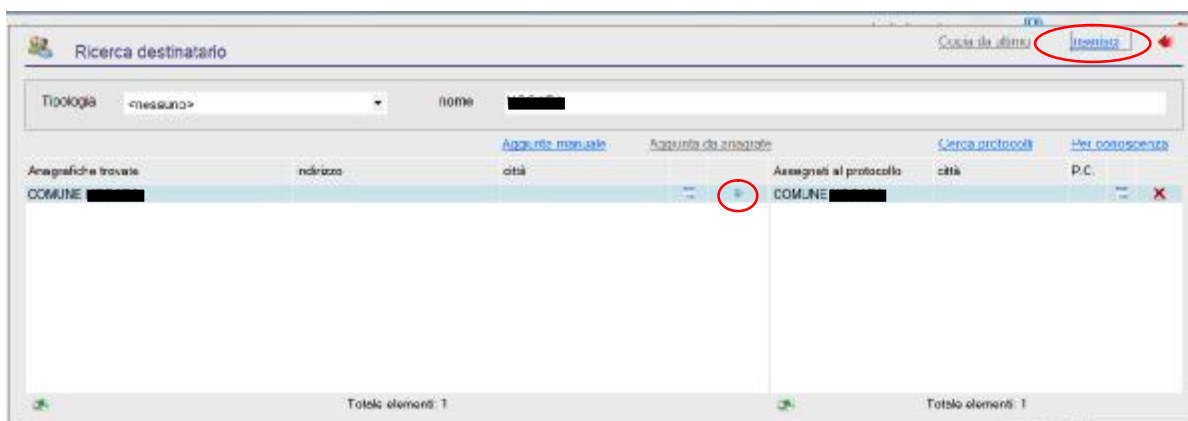 Ricerca destinatario Copia da ultimo Inserisci
Tipologia <nessuno> nome
Aggiunta manuale Aggiunta da anagrafe Cerca protocolli Per conoscenza
Anagrafiche trovate indirizzo città Assegnati al protocollo città P.C.
COMUNE COMUNE
Totale elementi: 1 Totale elementi: 1